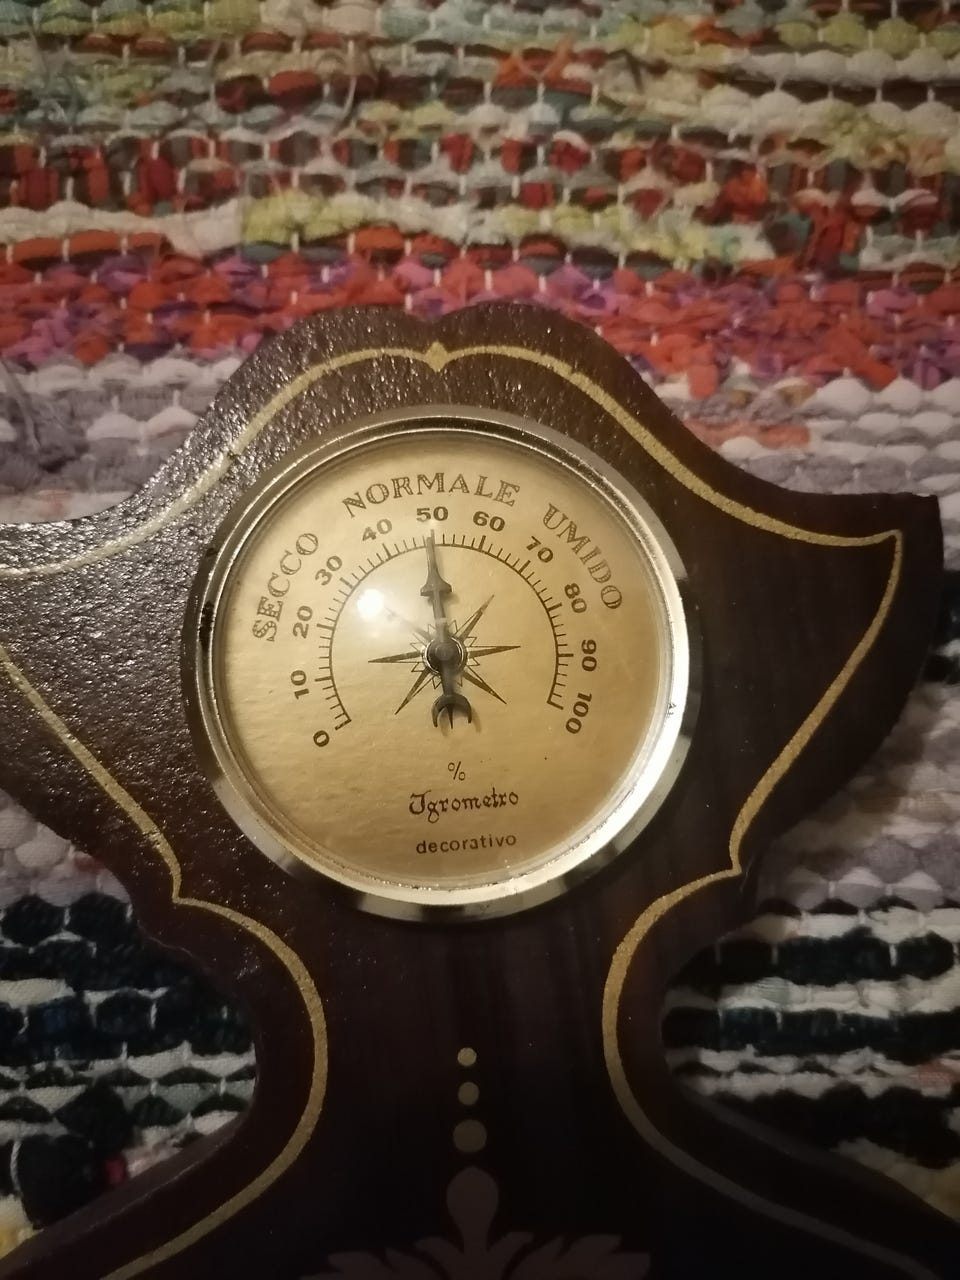 SECCO NORMALE UMIDO
0 10 20 30 40 50 60 70 80 90 100
%
Igrometro
decorativo